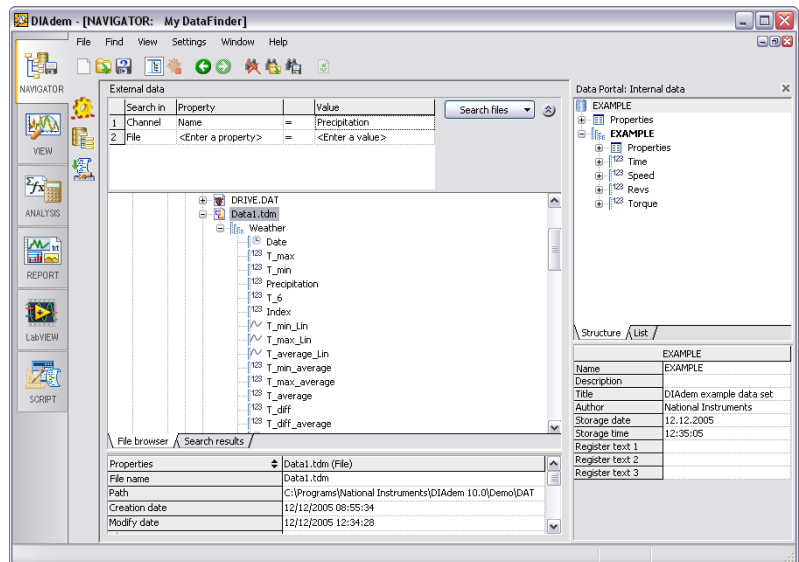 DIAdem - [NAVIGATOR:   My DataFinder]
File Find View Settings Window Help
NAVIGATOR
VIEW
ANALYSIS
REPORT
LabVIEW
SCRIPT
External data
Search in Property Value
1 Channel Name = Precipitation
2 File <Enter a property> = <Enter a value>
Search files
DRIVE.DAT
Data1.tdm
Weather
Date
T_max
T_min
Precipitation
T_6
Index
T_min_Lin
T_max_Lin
T_average_Lin
T_min_average
T_max_average
T_average
T_diff
T_diff_average
File browser Search results
Properties Data1.tdm (File)
File name Data1.tdm
Path C:\Programs\National Instruments\DIAdem 10.0\Demo\DAT
Creation date 12/12/2005 08:55:34
Modify date 12/12/2005 12:34:28
Data Portal: Internal data
EXAMPLE
Properties
EXAMPLE
Properties
Time
Speed
Revs
Torque
Structure List
EXAMPLE
Name EXAMPLE
Description
Title DIAdem example data set
Author National Instruments
Storage date 12.12.2005
Storage time 12:35:05
Register text 1
Register text 2
Register text 3